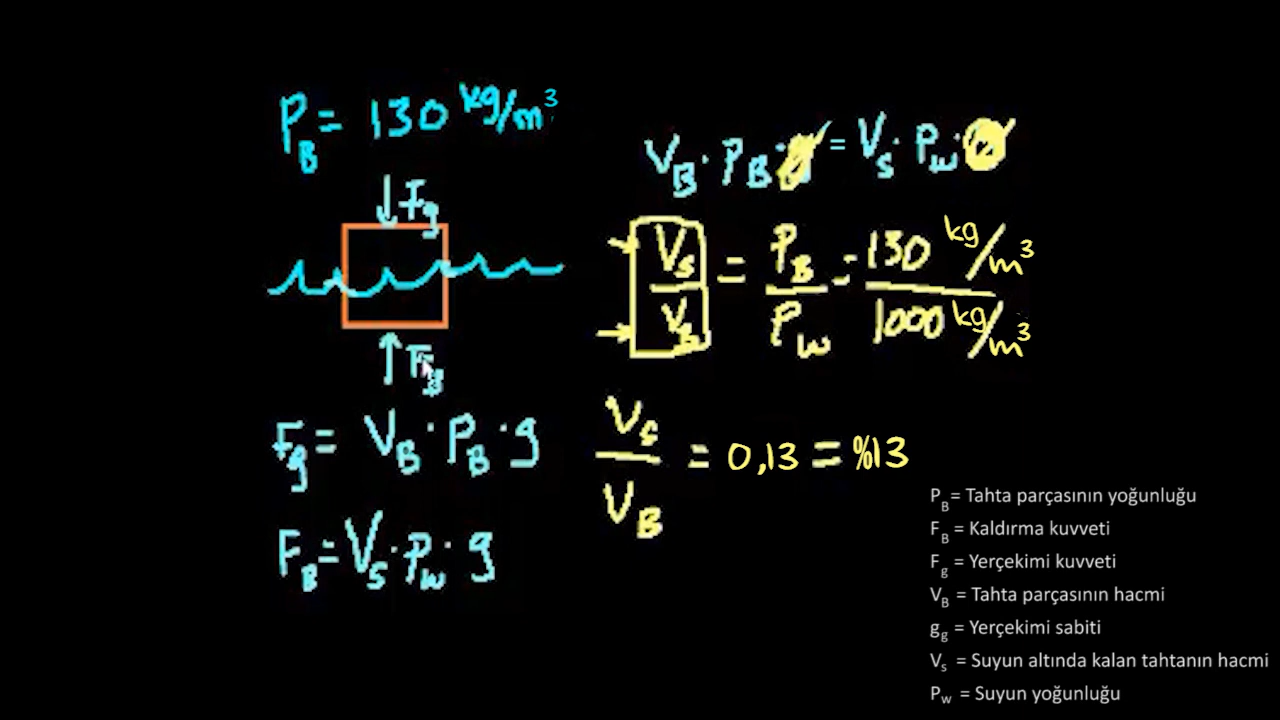 P_B = 130 kg/m³
F_g
F_B
F_g = V_B · P_B · g
F_B = V_s · P_w · g
V_B · P_B · g = V_s · P_w · g
V_s / V_B = P_B / P_w = 130 kg/m³ / 1000 kg/m³
V_s / V_B = 0,13 = %13
P_B = Tahta parçasının yoğunluğu
F_B = Kaldırma kuvveti
F_g = Yerçekimi kuvveti
V_B = Tahta parçasının hacmi
g_g = Yerçekimi sabiti
V_s = Suyun altında kalan tahtanın hacmi
P_w = Suyun yoğunluğu